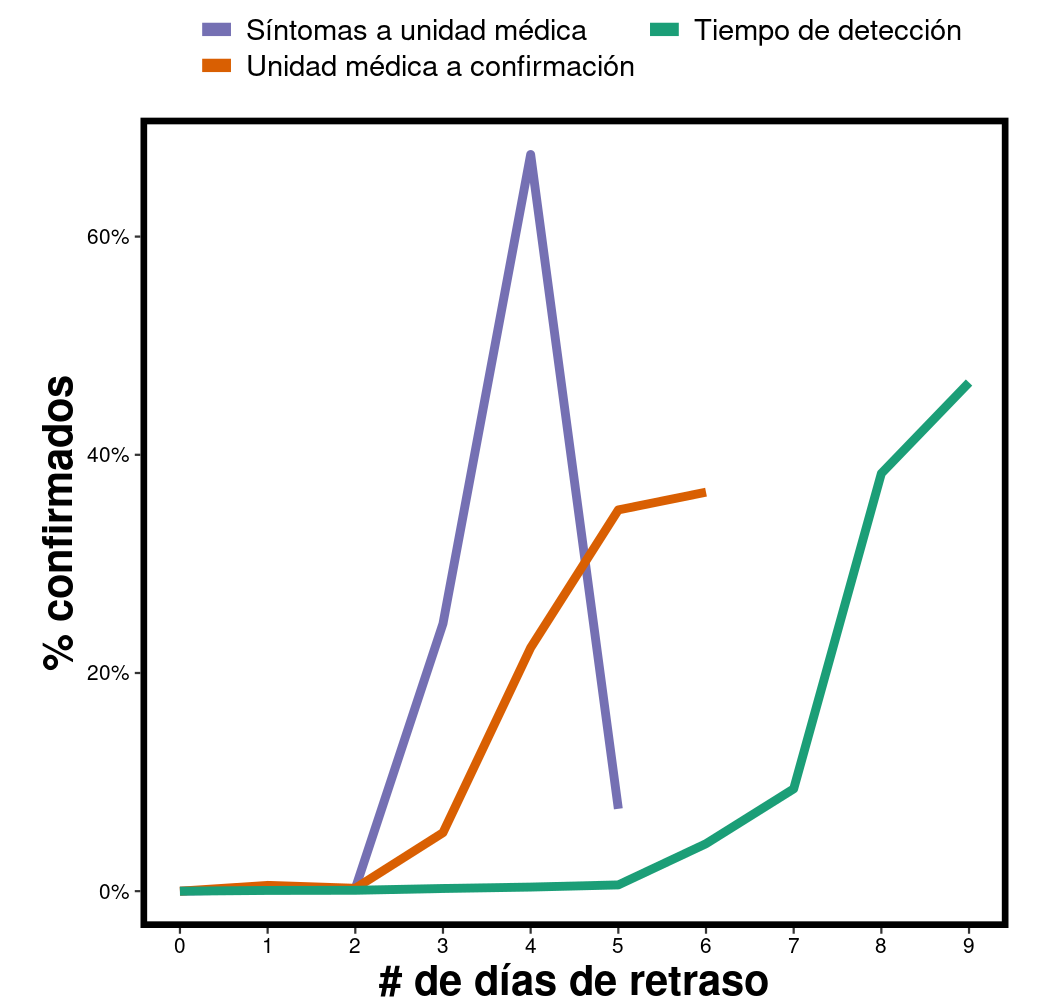 Síntomas a unidad médica
Tiempo de detección
Unidad médica a confirmación
% confirmados
60%
40%
20%
0%
0 1 2 3 4 5 6 7 8 9
# de días de retraso